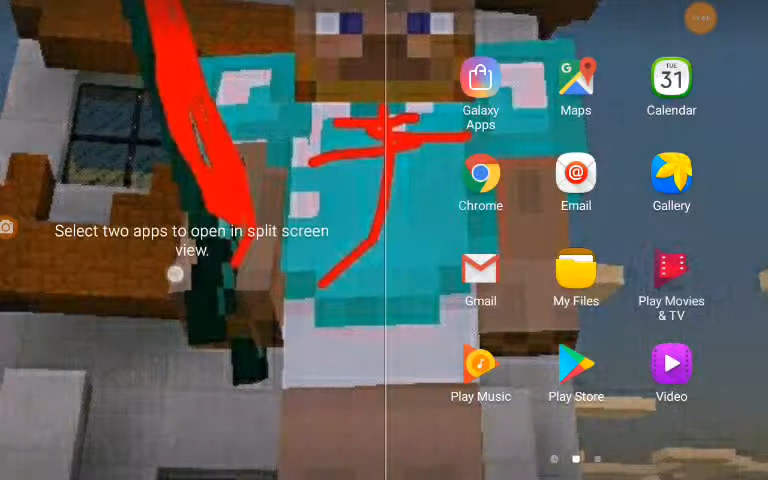 TUE
31
G
Galaxy
Apps
Maps
Calendar
Chrome
@
Email
Gallery
Select two apps to open in split screen
view.
Gmail
My Files
Play Movies
& TV
Play Music
Play Store
Video